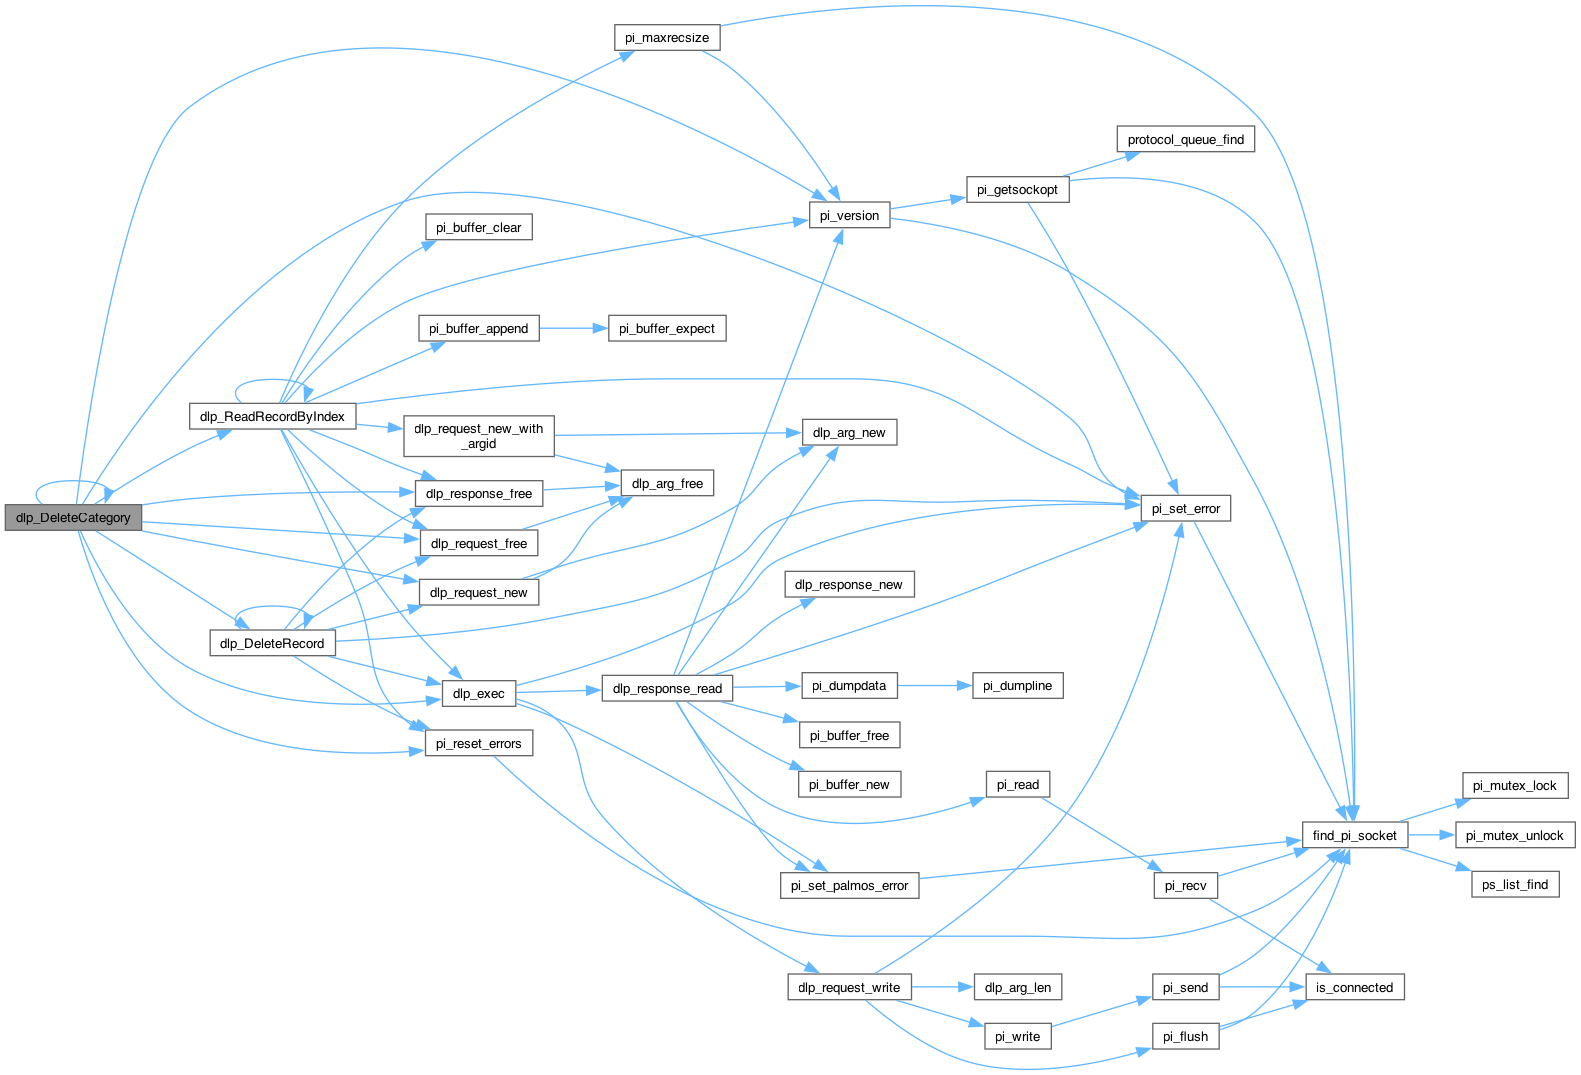 pi_maxrecsize
protocol_queue_find
pi_getsockopt
pi_version
pi_buffer_clear
pi_buffer_append
pi_buffer_expect
dlp_ReadRecordByIndex
dlp_request_new_with
_argid
dlp_arg_new
dlp_arg_free
dlp_response_free
dlp_DeleteCategory
pi_set_error
dlp_request_free
dlp_request_new
dlp_response_new
dlp_DeleteRecord
dlp_exec
dlp_response_read
pi_dumpdata
pi_dumpline
pi_buffer_free
pi_reset_errors
pi_buffer_new
pi_read
pi_mutex_lock
find_pi_socket
pi_mutex_unlock
pi_set_palmos_error
pi_recv
ps_list_find
dlp_request_write
dlp_arg_len
pi_send
is_connected
pi_write
pi_flush